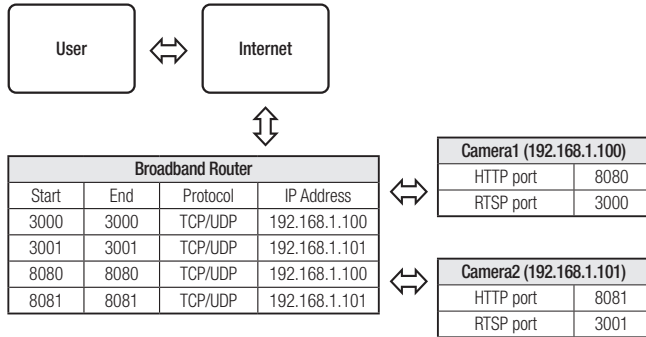 User
Internet
Broadband Router
Start End Protocol IP Address
3000 3000 TCP/UDP 192.168.1.100
3001 3001 TCP/UDP 192.168.1.101
8080 8080 TCP/UDP 192.168.1.100
8081 8081 TCP/UDP 192.168.1.101
Camera1 (192.168.1.100)
HTTP port 8080
RTSP port 3000
Camera2 (192.168.1.101)
HTTP port 8081
RTSP port 3001